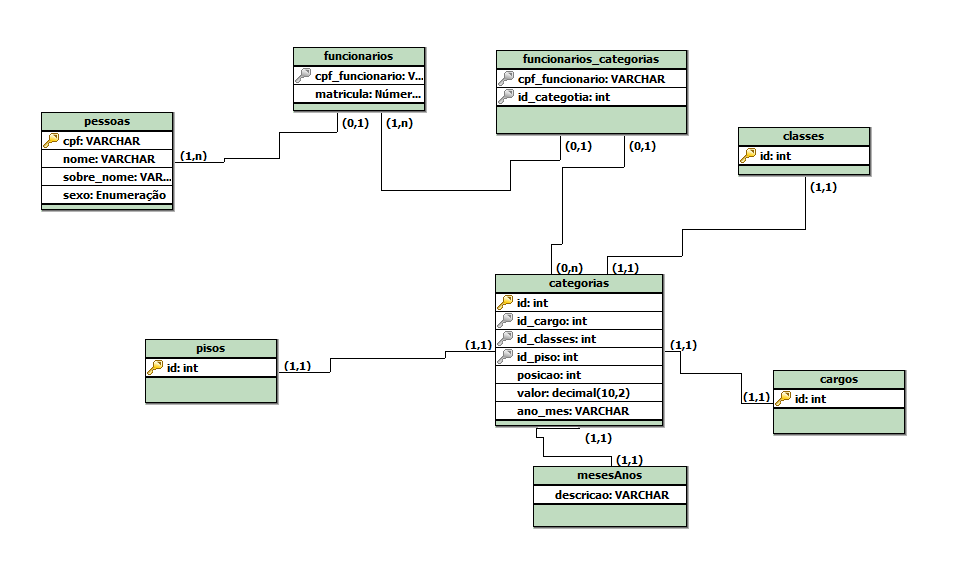 funcionarios
cpf_funcionario: V...
matricula: Númer...
(0,1)
(1,n)
funcionarios_categorias
cpf_funcionario: VARCHAR
id_categotia: int
(0,1)
(0,1)
pessoas
cpf: VARCHAR
nome: VARCHAR
sobre_nome: VAR...
sexo: Enumeração
(1,n)
classes
id: int
(1,1)
(0,n)
(1,1)
categorias
id: int
id_cargo: int
id_classes: int
id_piso: int
posicao: int
valor: decimal(10,2)
ano_mes: VARCHAR
(1,1)
(1,1)
(1,1)
pisos
id: int
(1,1)
cargos
id: int
(1,1)
(1,1)
mesesAnos
descricao: VARCHAR